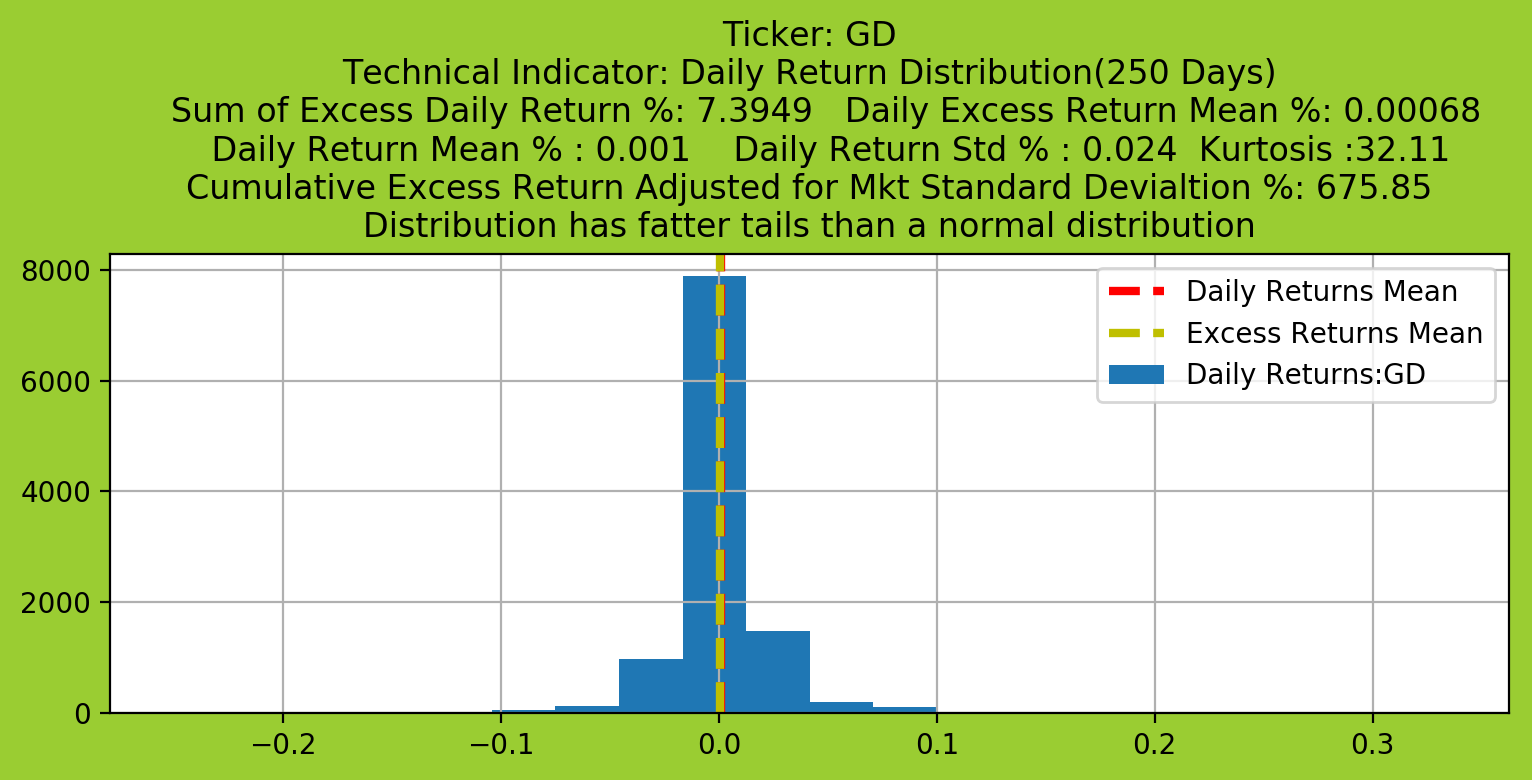 Ticker: GD
Technical Indicator: Daily Return Distribution(250 Days)
Sum of Excess Daily Return %: 7.3949   Daily Excess Return Mean %: 0.00068
Daily Return Mean % : 0.001    Daily Return Std % : 0.024  Kurtosis :32.11
Cumulative Excess Return Adjusted for Mkt Standard Devialtion %: 675.85
Distribution has fatter tails than a normal distribution
8000
6000
4000
2000
0
Daily Returns Mean
Excess Returns Mean
Daily Returns:GD
−0.2 −0.1 0.0 0.1 0.2 0.3